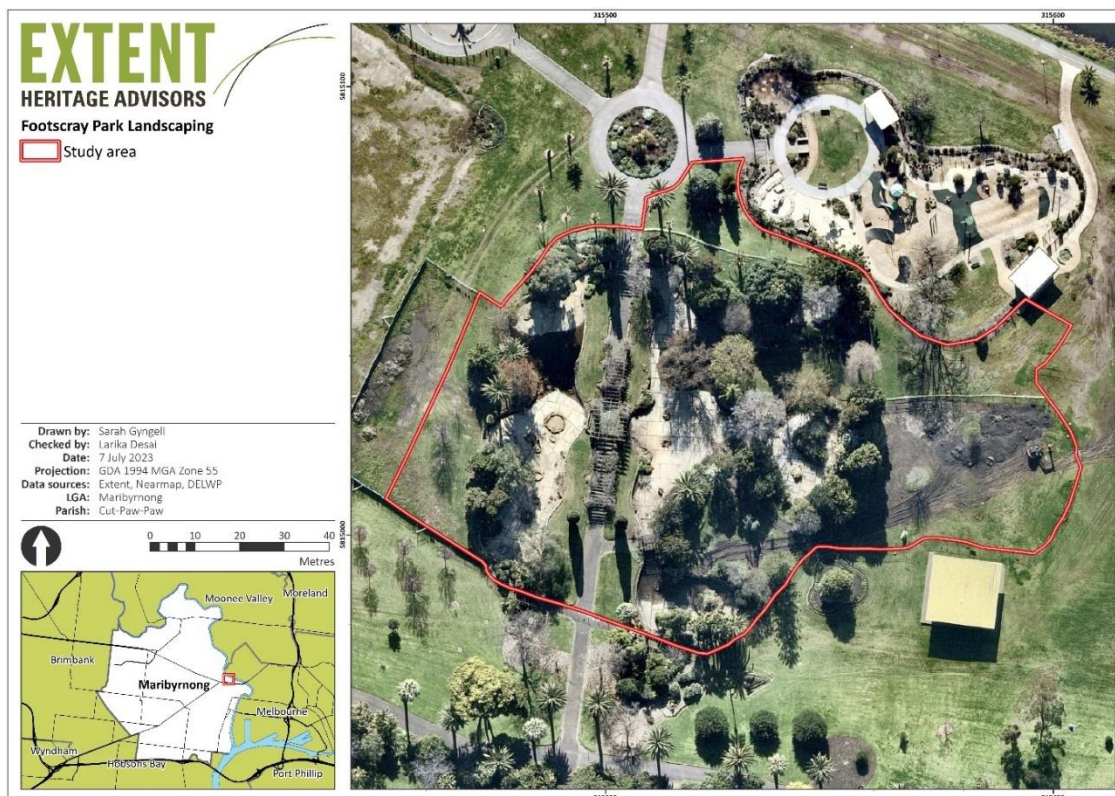 EXTENT
HERITAGE ADVISORS
Footscray Park Landscaping
Study area
Drawn by: Sarah Gyngell
Checked by: Larika Desai
Date: 7 July 2023
Projection: GDA 1994 MGA Zone 55
Data sources: Extent, Nearmap, DELWP
LGA: Maribyrnong
Parish: Cut-Paw-Paw
0 10 20 30 40
Metres
Moonee Valley
Moreland
Brimbank
Maribyrnong
Melbourne
Wyndham
Hobsons Bay
Port Phillip
315500
315600
5815100
5815000